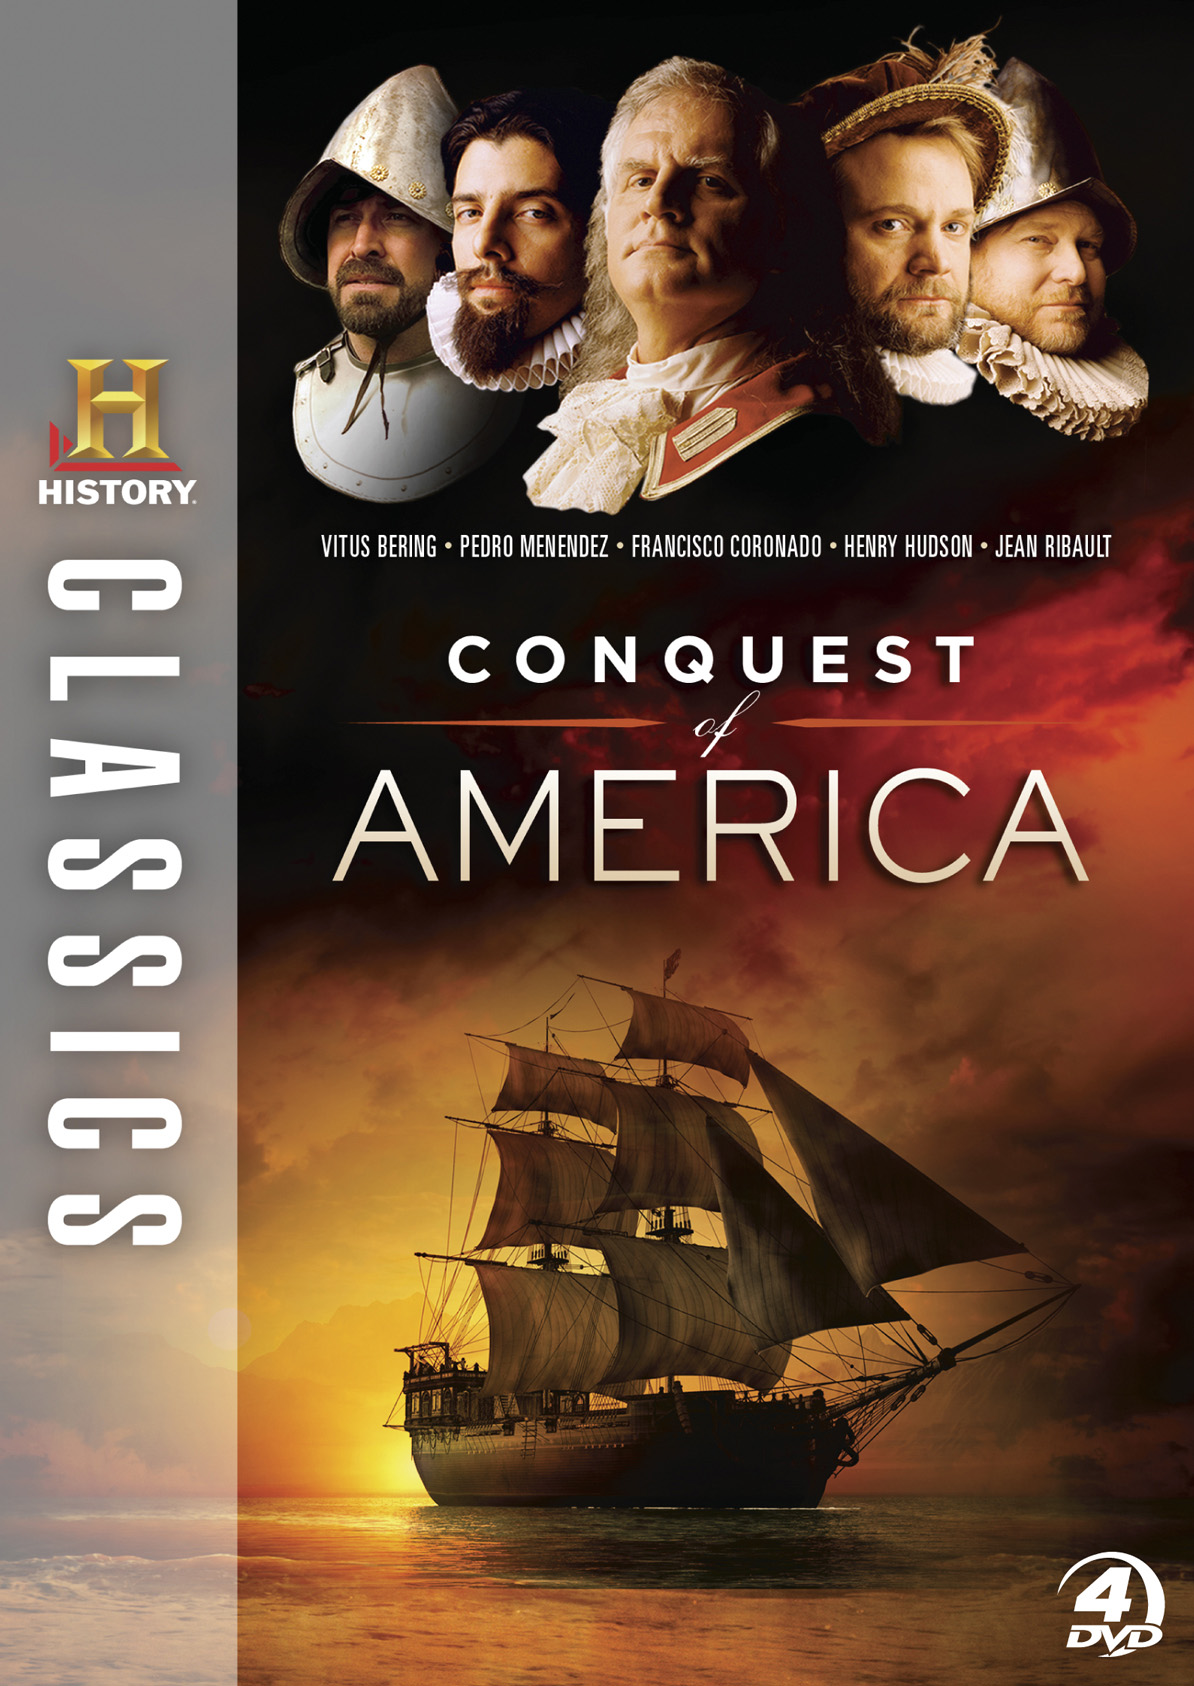 H
HISTORY
CLASSICS
VITUS BERING • PEDRO MENENDEZ • FRANCISCO CORONADO • HENRY HUDSON • JEAN RIBAULT
CONQUEST
of
AMERICA
4
DVD